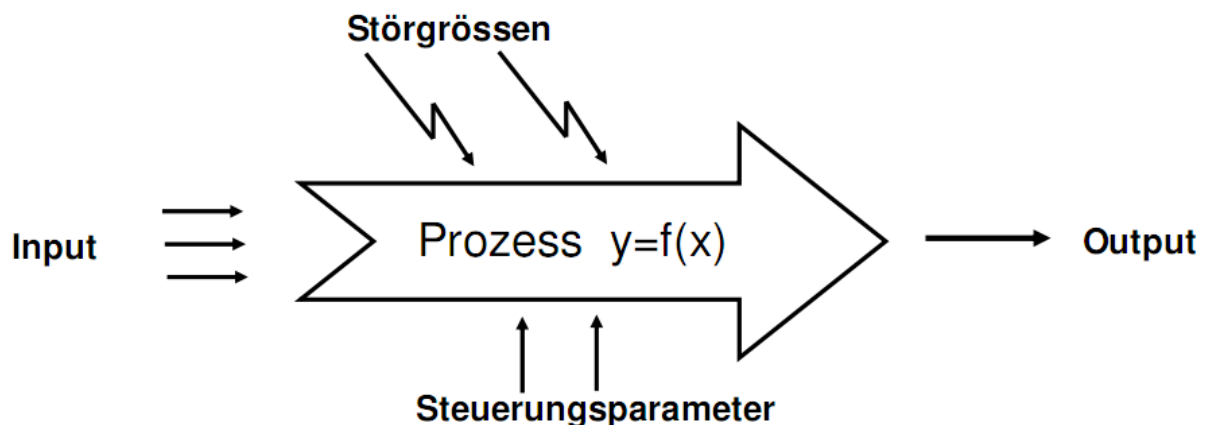 Störgrössen
Input
Prozess y=f(x)
Output
Steuerungsparameter